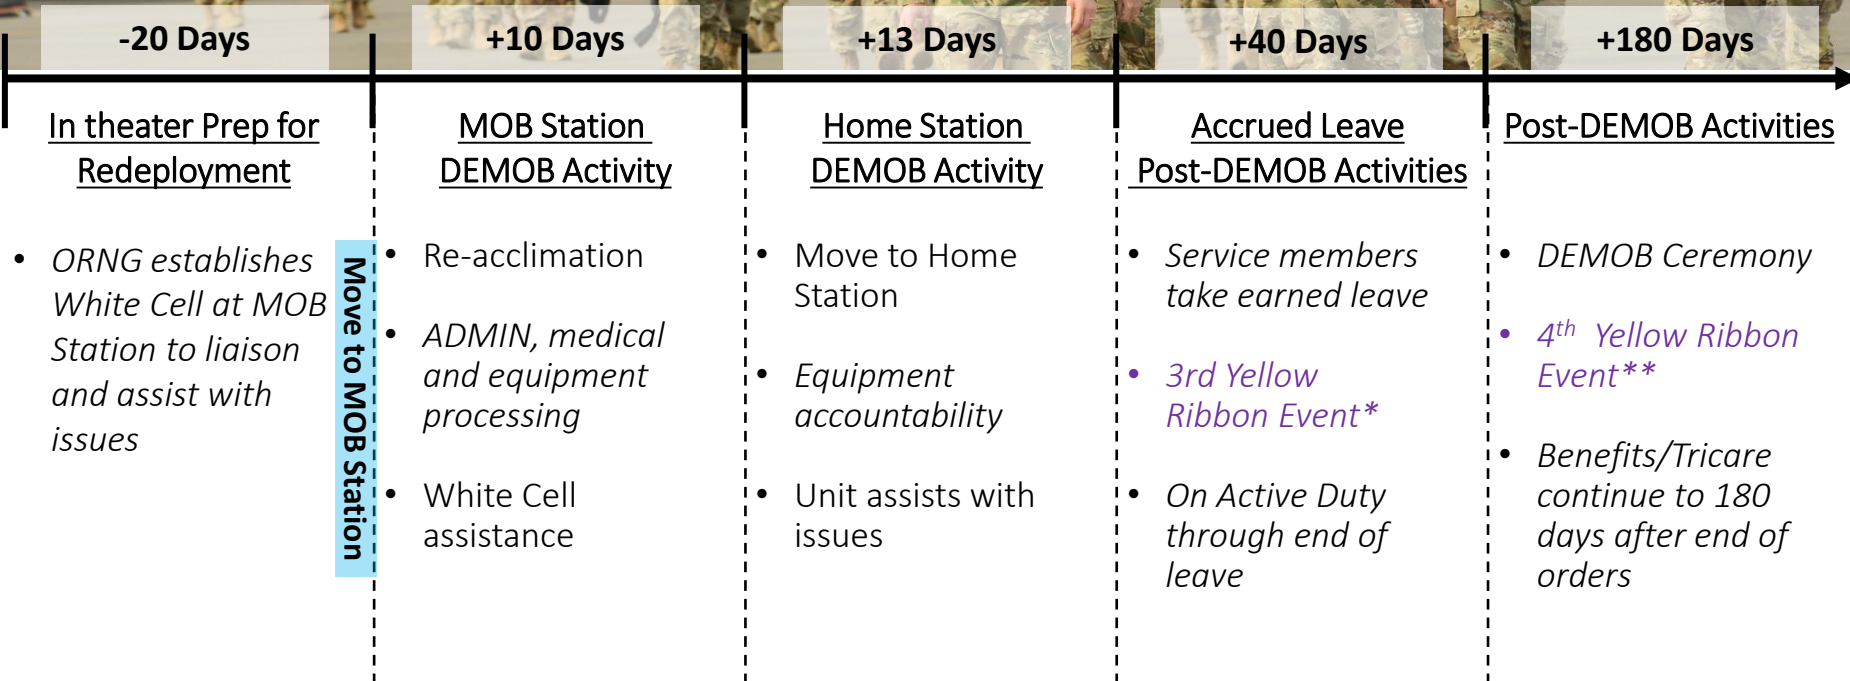 -20 Days
+10 Days
+13 Days
+40 Days
+180 Days
In theater Prep for
Redeployment
• ORNG establishes
White Cell at MOB
Station to liaison
and assist with
issues
Move to MOB Station
MOB Station
DEMOB Activity
• Re-acclimation
• ADMIN, medical
and equipment
processing
• White Cell
assistance
Home Station
DEMOB Activity
• Move to Home
Station
• Equipment
accountability
• Unit assists with
issues
Accrued Leave
Post-DEMOB Activities
• Service members
take earned leave
• 3rd Yellow
Ribbon Event*
• On Active Duty
through end of
leave
Post-DEMOB Activities
• DEMOB Ceremony
• 4th Yellow Ribbon
Event**
• Benefits/Tricare
continue to 180
days after end of
orders